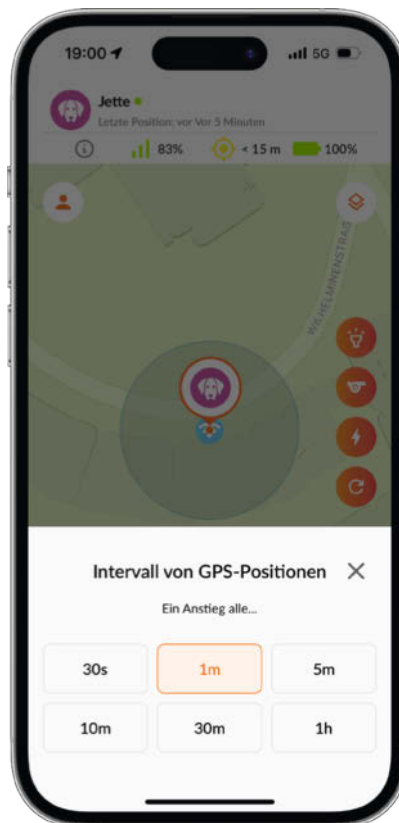 19:00
5G
Jette
Letzte Position: vor Vor 5 Minuten
83% < 15 m 100%
WILHELMINENSTRAß
Intervall von GPS-Positionen
Ein Anstieg alle...
30s 1m 5m
10m 30m 1h